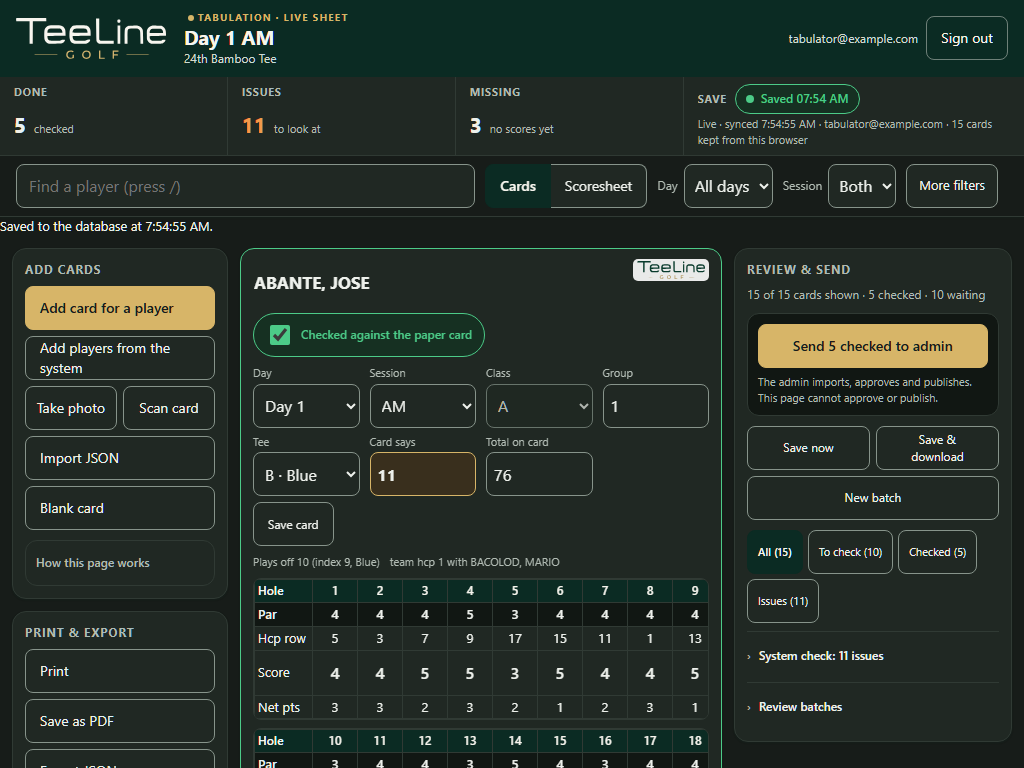 TeeLine
GOLF
TABULATION · LIVE SHEET
Day 1 AM
24th Bamboo Tee
tabulator@example.com
Sign out
DONE
5 checked
ISSUES
11 to look at
MISSING
3 no scores yet
SAVE
Saved 07:54 AM
Live · synced 7:54:55 AM · tabulator@example.com · 15 cards
kept from this browser
Find a player (press /)
Cards
Scoresheet
Day
All days
Session
Both
More filters
Saved to the database at 7:54:55 AM.
ADD CARDS
Add card for a player
Add players from the
system
Take photo
Scan card
Import JSON
Blank card
How this page works
PRINT & EXPORT
Print
Save as PDF
Export JSON
ABANTE, JOSE
TeeLine
GOLF
Checked against the paper card
Day
Session
Class
Group
Day 1
AM
A
1
Tee
Card says
Total on card
B · Blue
11
76
Save card
Plays off 10 (index 9, Blue) team hcp 1 with BACOLOD, MARIO
Hole 1 2 3 4 5 6 7 8 9
Par 4 4 4 5 3 4 4 4 4
Hcp row 5 3 7 9 17 15 11 1 13
Score 4 4 5 5 3 5 4 4 5
Net pts 3 3 2 3 2 1 2 3 1
Hole 10 11 12 13 14 15 16 17 18
Par 3 4 4 3 5 4 3 4 4
REVIEW & SEND
15 of 15 cards shown · 5 checked · 10 waiting
Send 5 checked to admin
The admin imports, approves and publishes.
This page cannot approve or publish.
Save now
Save &
download
New batch
All (15)
To check (10)
Checked (5)
Issues (11)
› System check: 11 issues
› Review batches